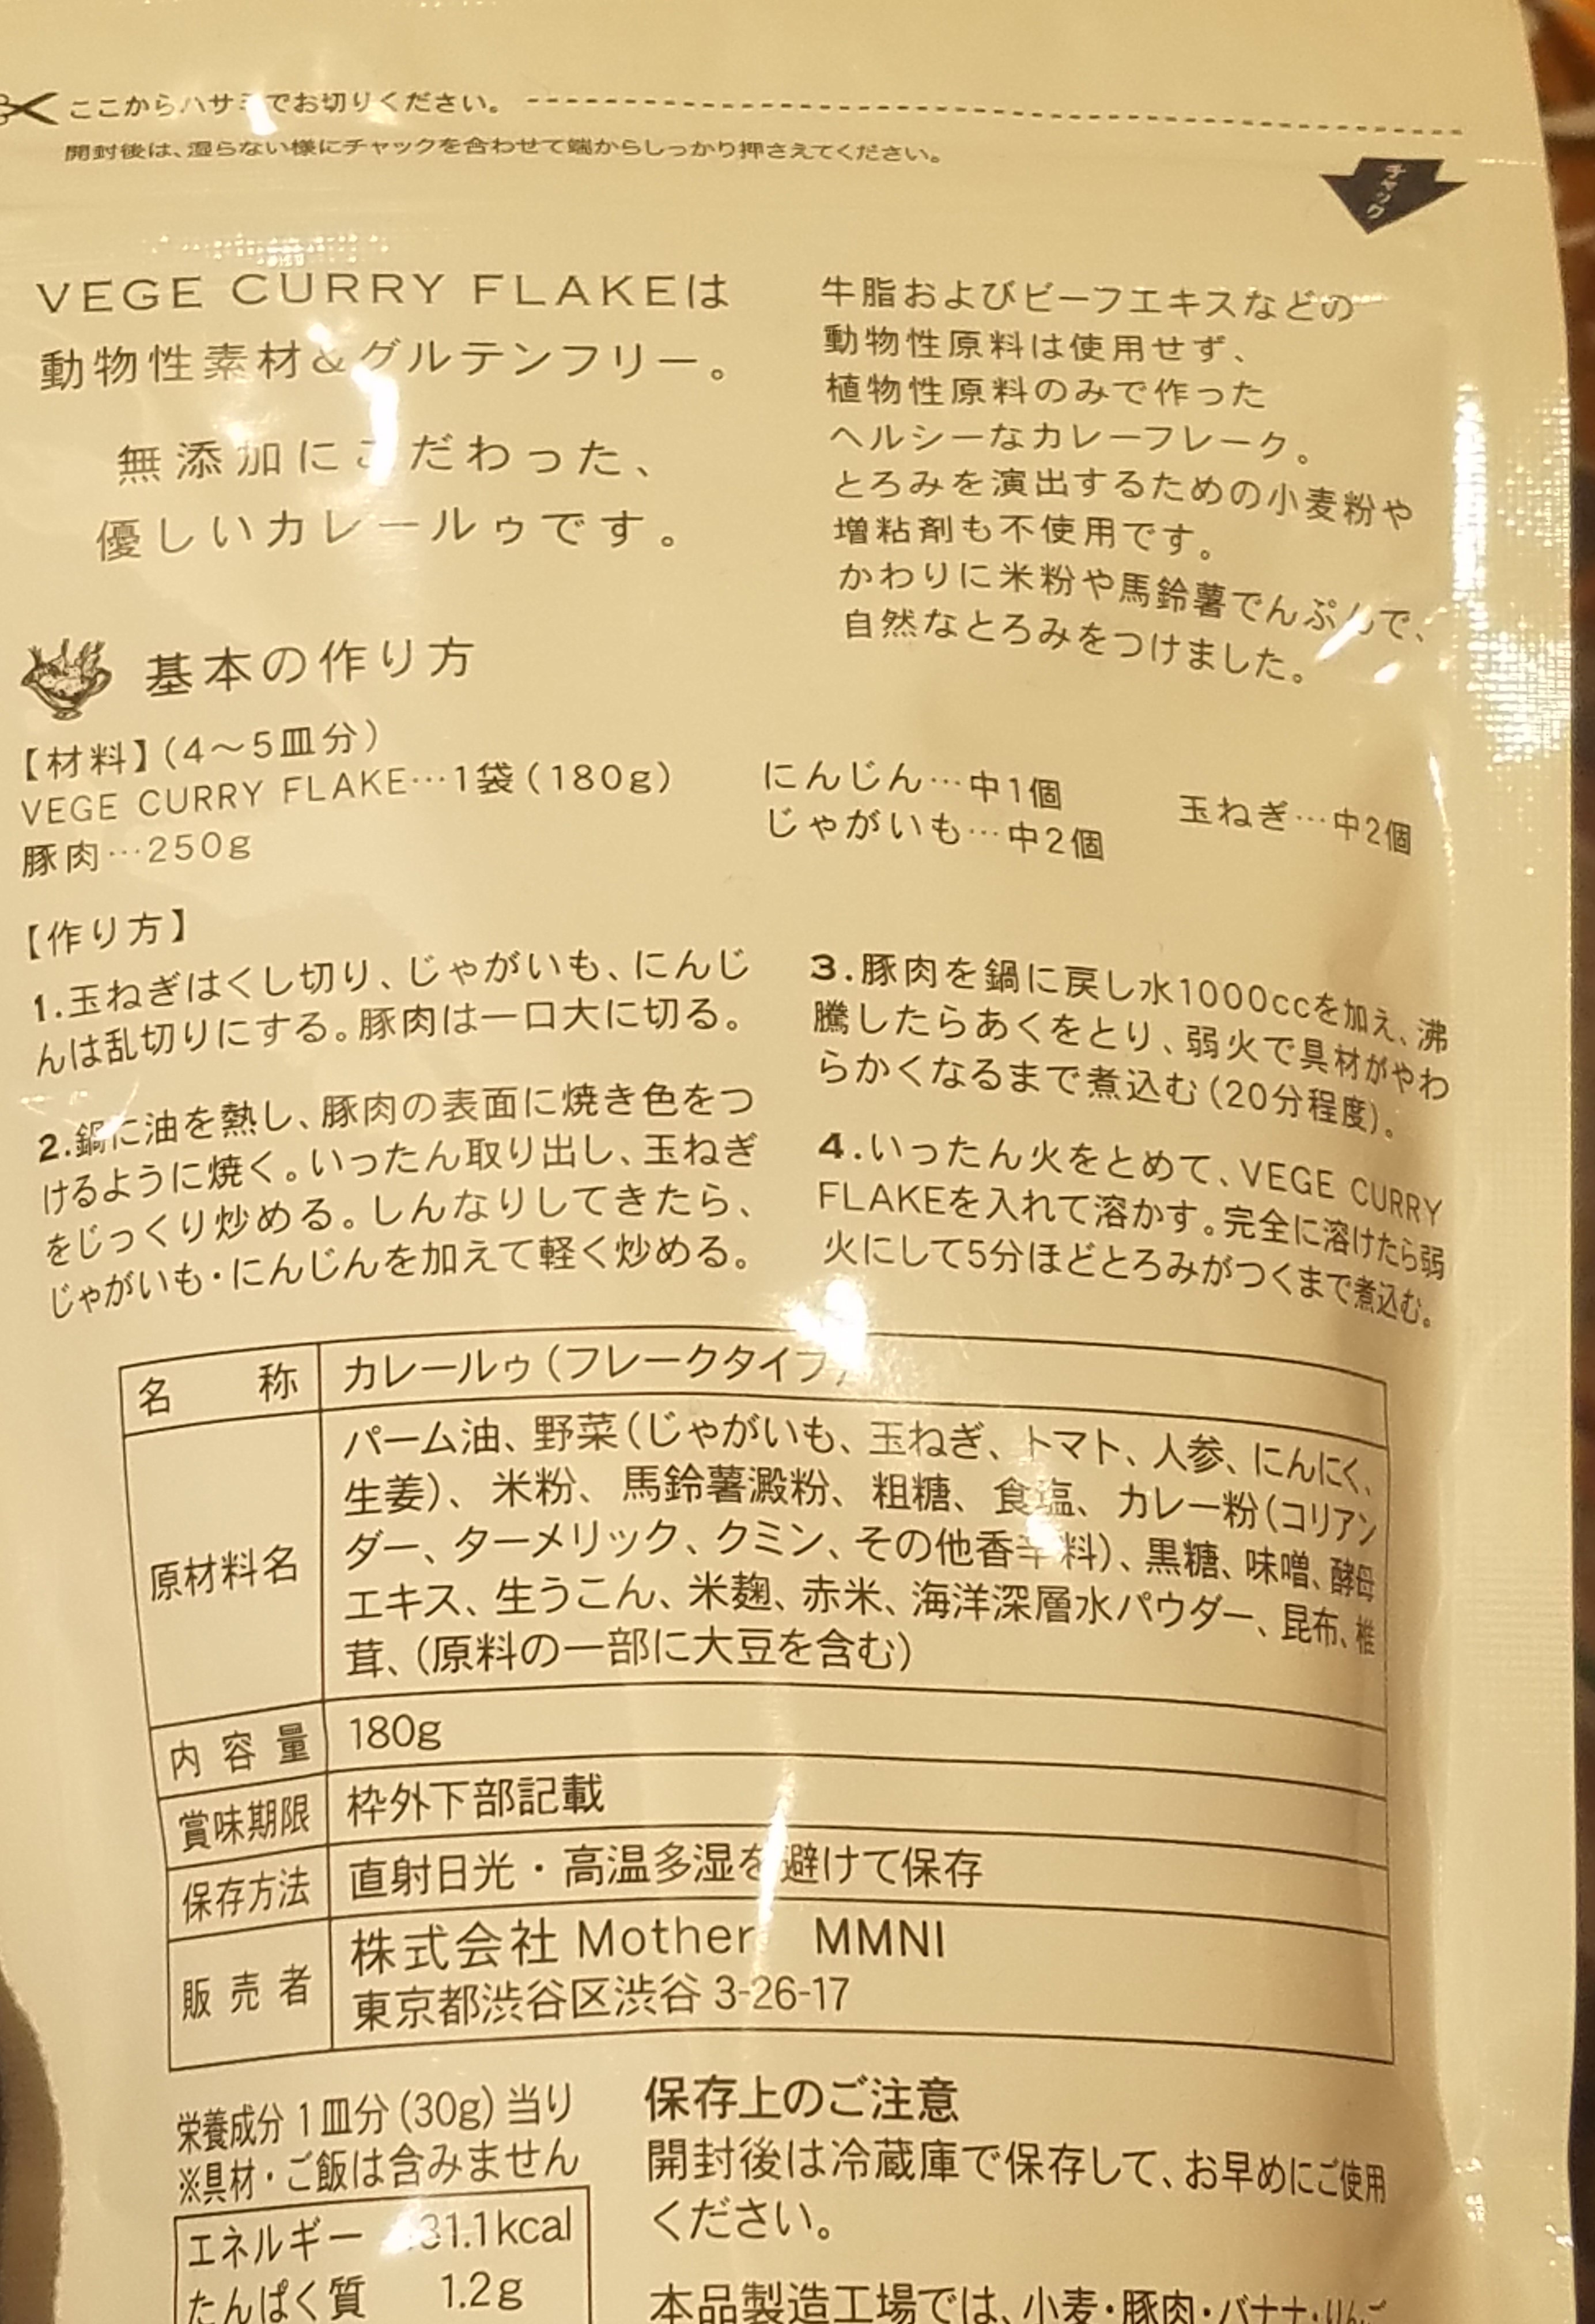 ここからハサミでお切りください。
開封後は、湿らない様にチャックを合わせて端からしっかり押さえてください。
チャック
VEGE CURRY FLAKEは
動物性素材&グルテンフリー。
無添加にこだわった、
優しいカレールゥです。
牛脂およびビーフエキスなどの
動物性原料は使用せず、
植物性原料のみで作った
ヘルシーなカレーフレーク。
とろみを演出するための小麦粉や
増粘剤も不使用です。
かわりに米粉や馬鈴薯でんぷんで、
自然なとろみをつけました。
基本の作り方
【材料】(4〜5皿分)
VEGE CURRY FLAKE…1袋(180g)
豚肉…250g
にんじん…中1個
じゃがいも…中2個
玉ねぎ…中2個
【作り方】
1.玉ねぎはくし切り、じゃがいも、にんじ
んは乱切りにする。豚肉は一口大に切る。
2.鍋に油を熱し、豚肉の表面に焼き色をつ
けるように焼く。いったん取り出し、玉ねぎ
をじっくり炒める。しんなりしてきたら、
じゃがいも・にんじんを加えて軽く炒める。
3.豚肉を鍋に戻し水1000ccを加え、沸
騰したらあくをとり、弱火で具材がやわ
らかくなるまで煮込む(20分程度)。
4.いったん火をとめて、VEGE CURRY
FLAKEを入れて溶かす。完全に溶けたら弱
火にして5分ほどとろみがつくまで煮込む。
名称 カレールゥ(フレークタイプ)
原材料名 パーム油、野菜(じゃがいも、玉ねぎ、トマト、人参、にんにく、
生姜)、米粉、馬鈴薯澱粉、粗糖、食塩、カレー粉(コリアン
ダー、ターメリック、クミン、その他香辛料)、黒糖、味噌、酵母
エキス、生うこん、米麹、赤米、海洋深層水パウダー、昆布、椎
茸、(原料の一部に大豆を含む)
内容量 180g
賞味期限 枠外下部記載
保存方法 直射日光・高温多湿を避けて保存
販売者 株式会社 Mother MMNI
東京都渋谷区渋谷 3-26-17
栄養成分 1皿分(30g)当り
※具材・ご飯は含みません
エネルギー 31.1kcal
たんぱく質 1.2g
保存上のご注意
開封後は冷蔵庫で保存して、お早めにご使用
ください。
本品製造工場では、小麦・豚肉・バナナ・りんご